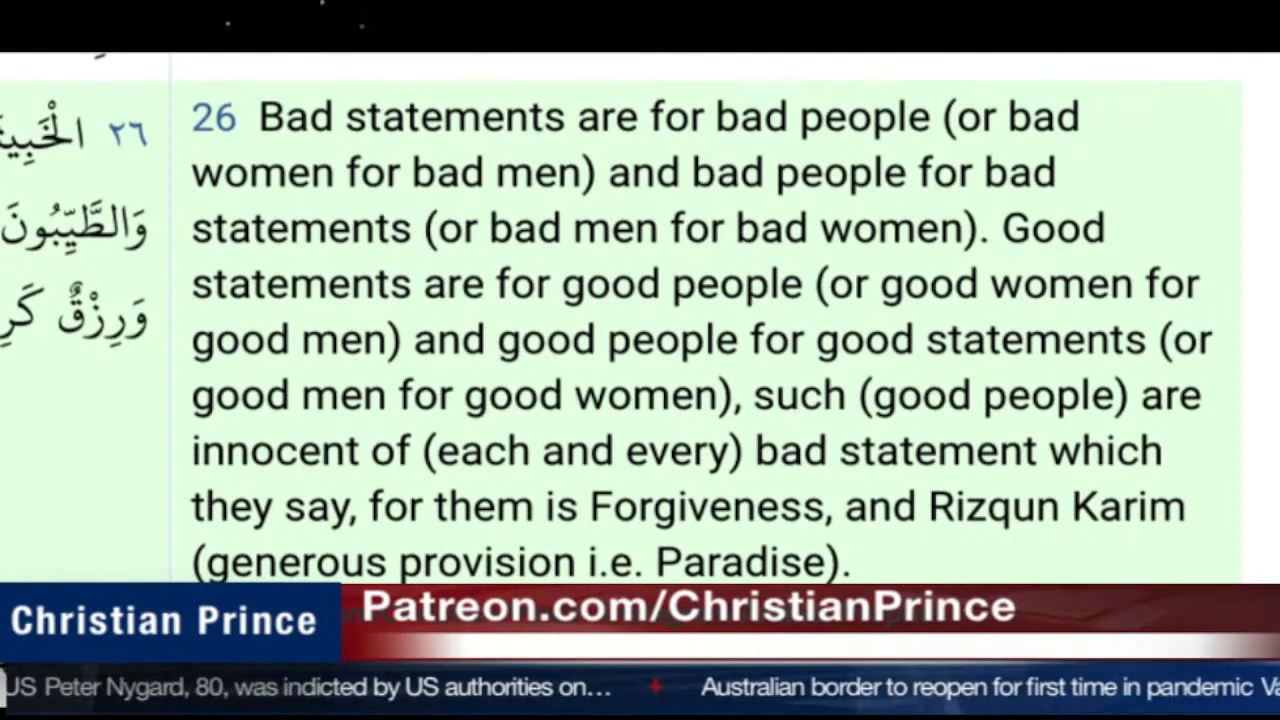 ٢٦
وَالطَّيِّبُونَ
وَرِزْقٌ
26 Bad statements are for bad people (or bad
women for bad men) and bad people for bad
statements (or bad men for bad women). Good
statements are for good people (or good women for
good men) and good people for good statements (or
good men for good women), such (good people) are
innocent of (each and every) bad statement which
they say, for them is Forgiveness, and Rizqun Karim
(generous provision i.e. Paradise).
Christian Prince
Patreon.com/ChristianPrince
US Peter Nygard, 80, was indicted by US authorities on... Australian border to reopen for first time in pandemic